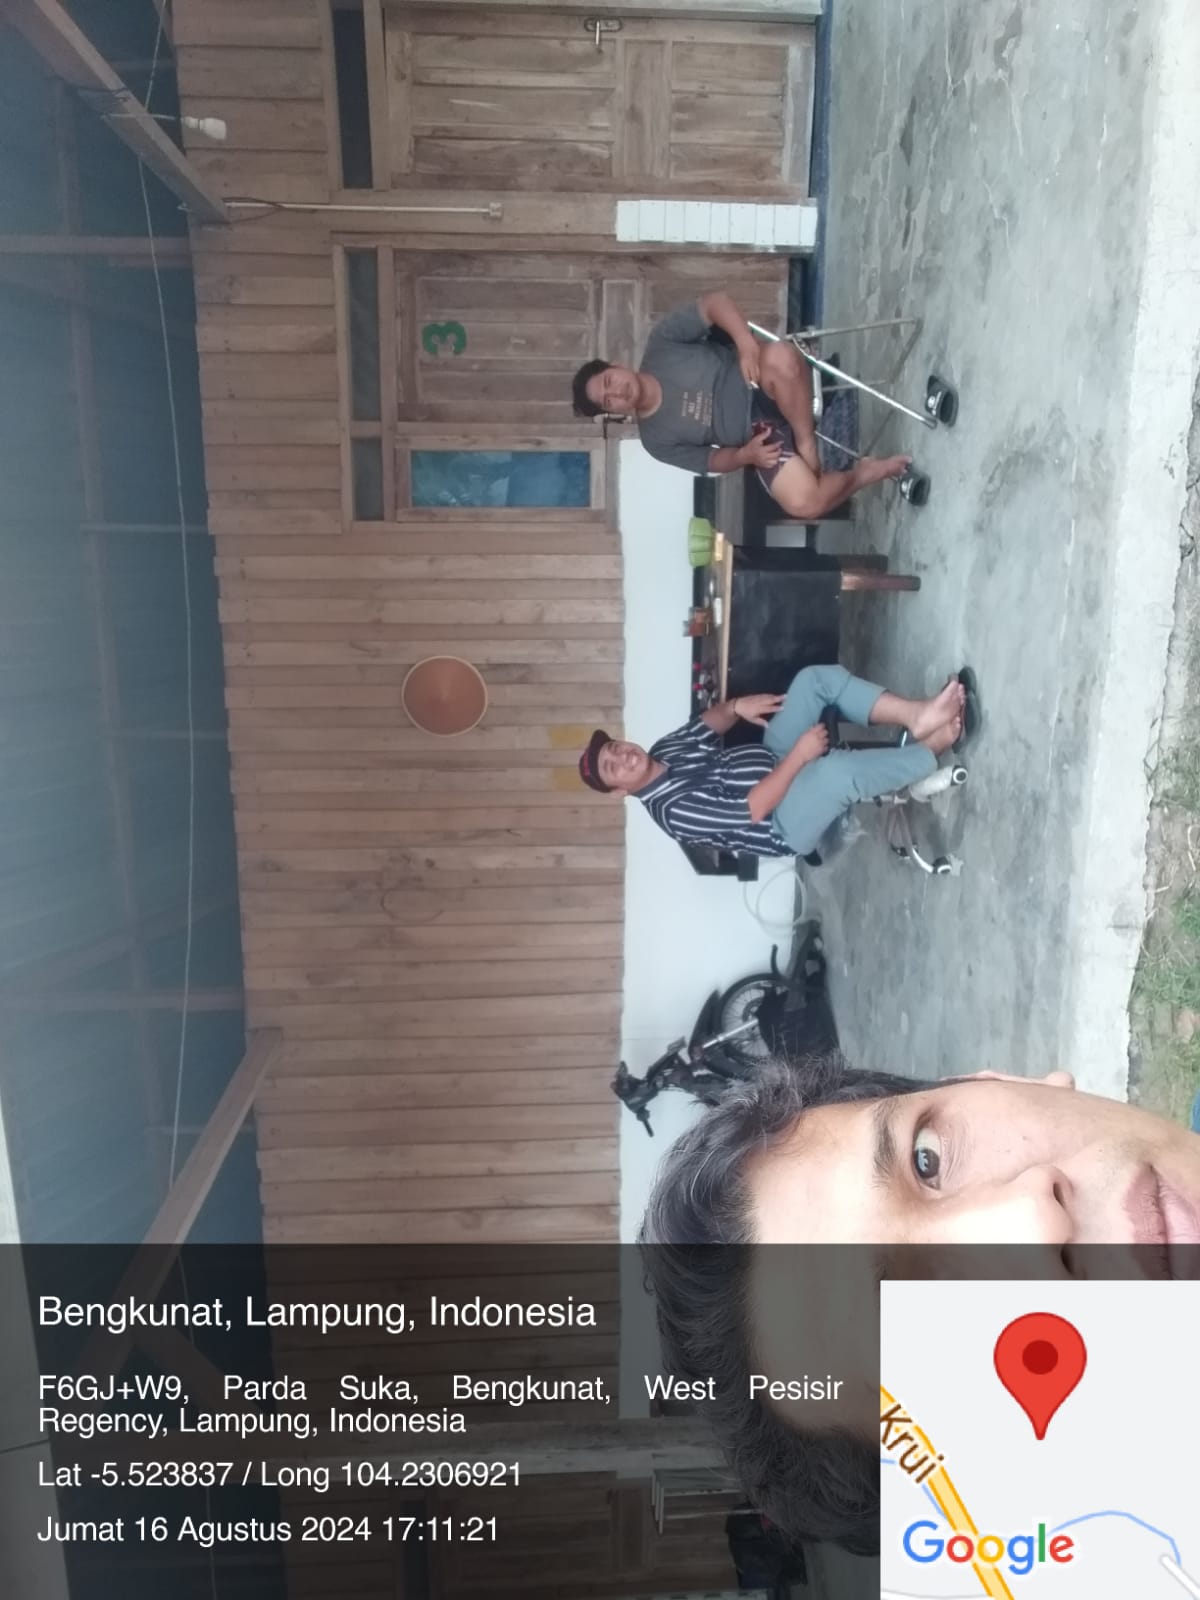 3
Bengkunat, Lampung, Indonesia
F6GJ+W9, Parda Suka, Bengkunat, West Pesisir
Regency, Lampung, Indonesia
Lat -5.523837 / Long 104.2306921
Jumat 16 Agustus 2024 17:11:21
Krui
Google